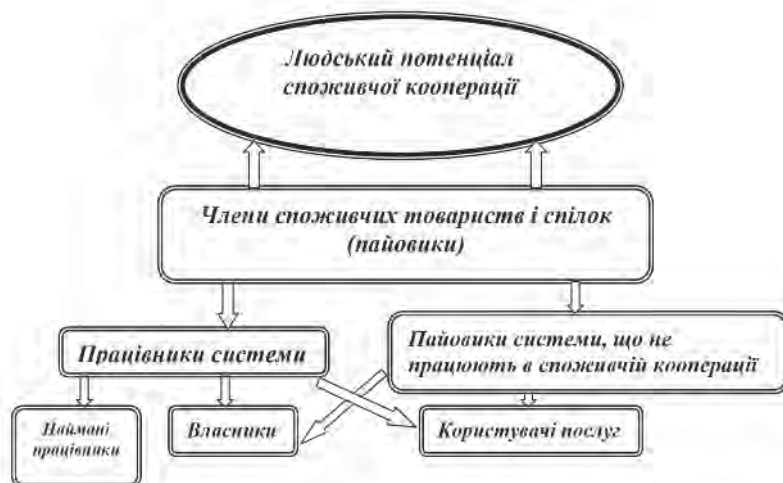 Людський потенціал
споживчої кооперації
Члени споживчих товариств і спілок
(пайовики)
Працівники системи
Пайовики системи, що не
працюють в споживчій кооперації
Наймані
працівники
Власники
Користувачі послуг